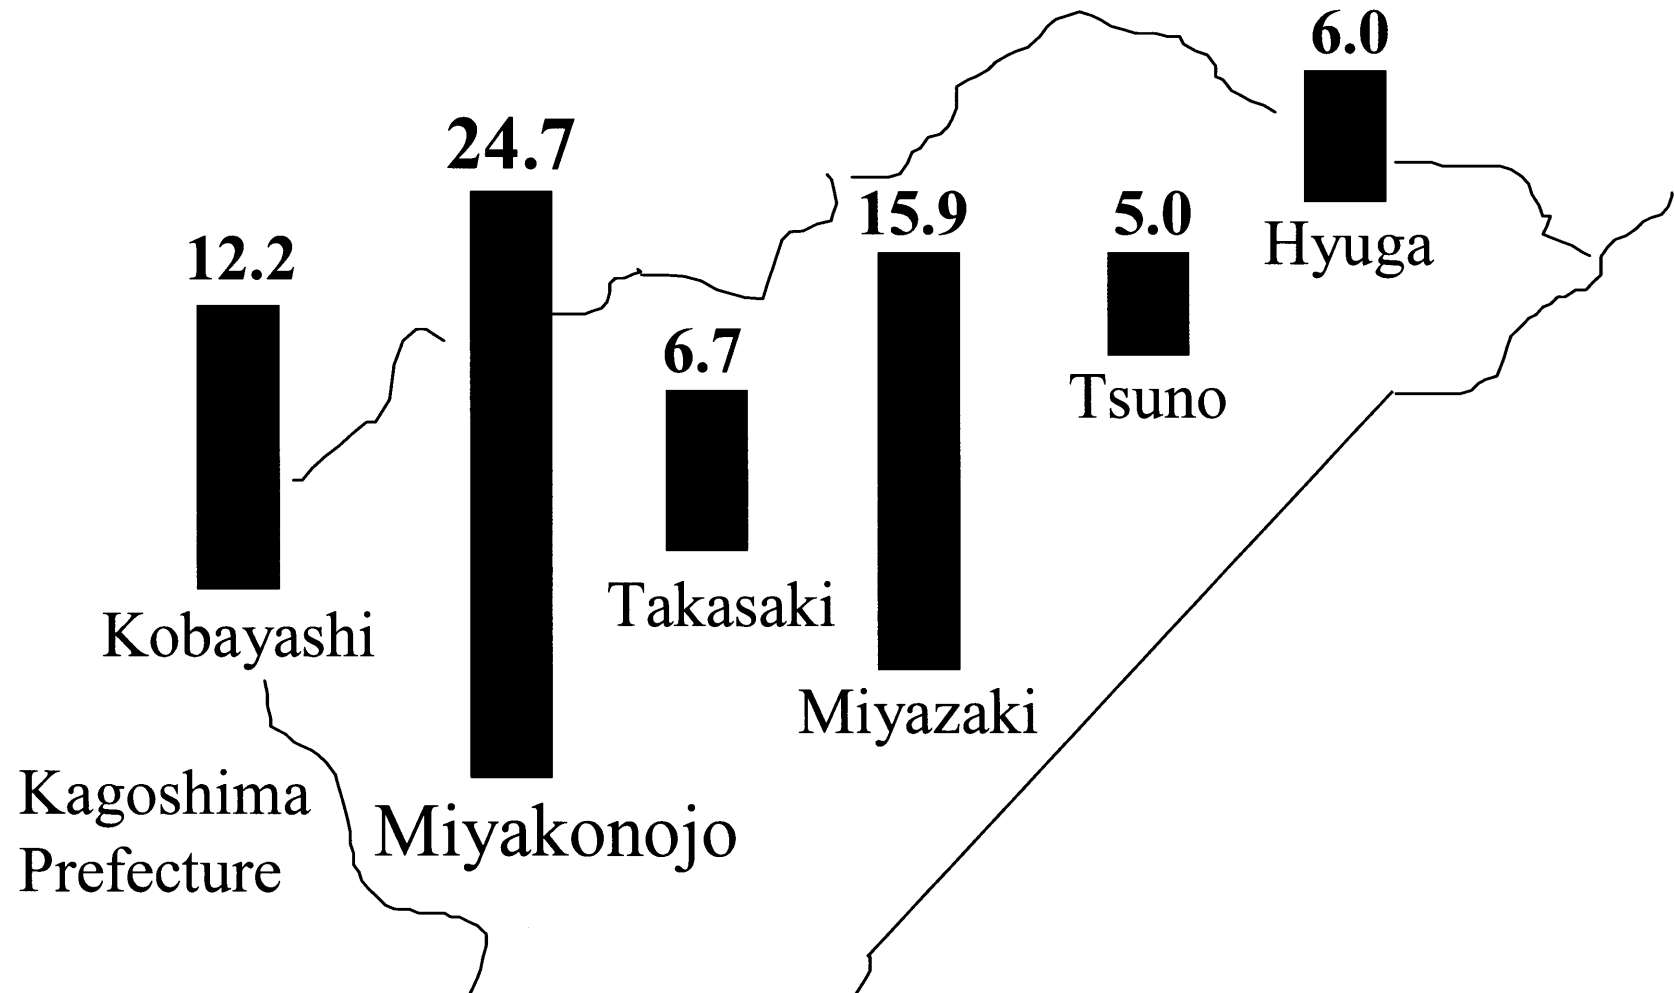 6.0
Hyuga
24.7
Miyakonojo
15.9
Miyazaki
5.0
Tsuno
12.2
Kobayashi
6.7
Takasaki
Kagoshima
Prefecture